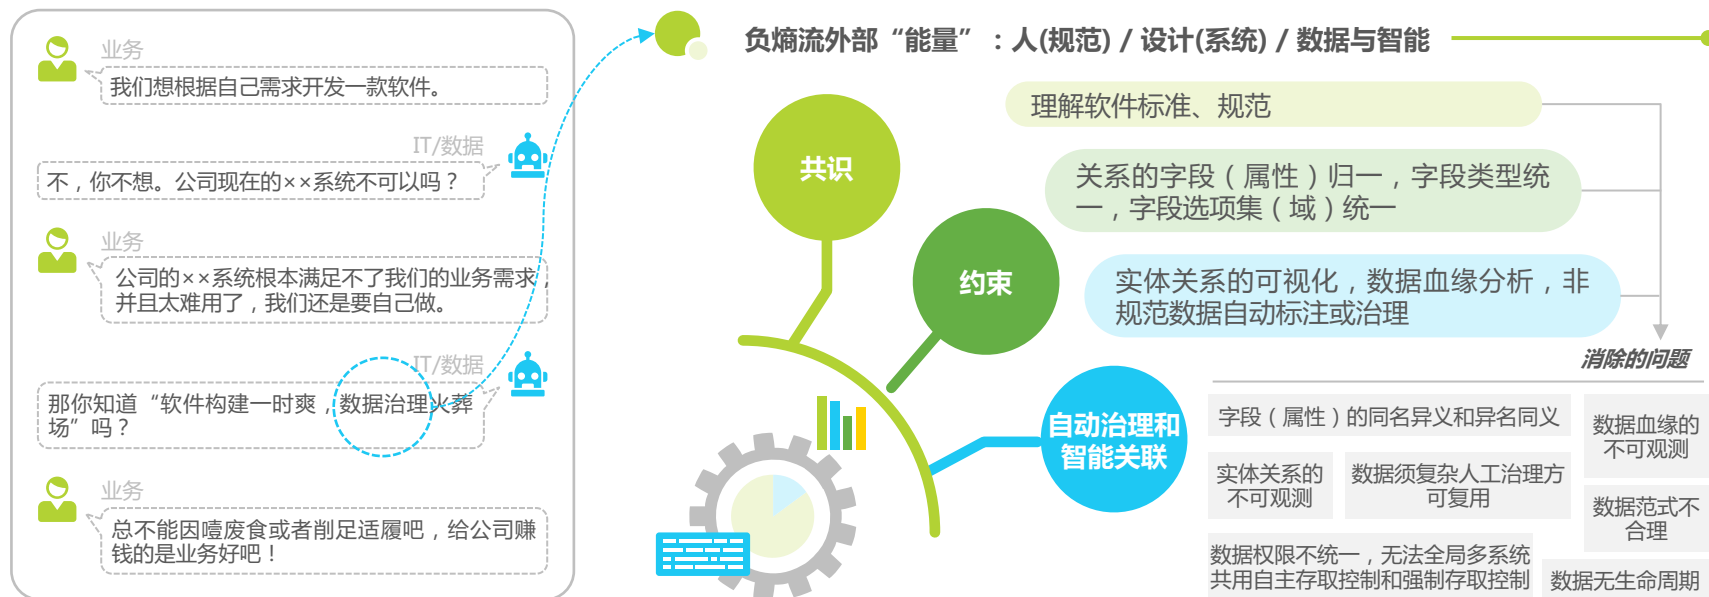 业务
我们想根据自己需求开发一款软件。
IT/数据
不，你不想。公司现在的××系统不可以吗？
业务
公司的××系统根本满足不了我们的业务需求，
并且太难用了，我们还是要自己做。
IT/数据
那你知道“软件构建一时爽，数据治理火葬
场”吗？
业务
总不能因噎废食或者削足适履吧，给公司赚
钱的是业务好吧！
负熵流外部“能量”：人(规范) / 设计(系统) / 数据与智能
共识
理解软件标准、规范
约束
关系的字段（属性）归一，字段类型统
一，字段选项集（域）统一
自动治理和
智能关联
实体关系的可视化，数据血缘分析，非
规范数据自动标注或治理
消除的问题
字段（属性）的同名异义和异名同义
数据血缘的
不可观测
实体关系的
不可观测
数据须复杂人工治理方
可复用
数据范式不
合理
数据权限不统一，无法全局多系统
共用自主存取控制和强制存取控制
数据无生命周期